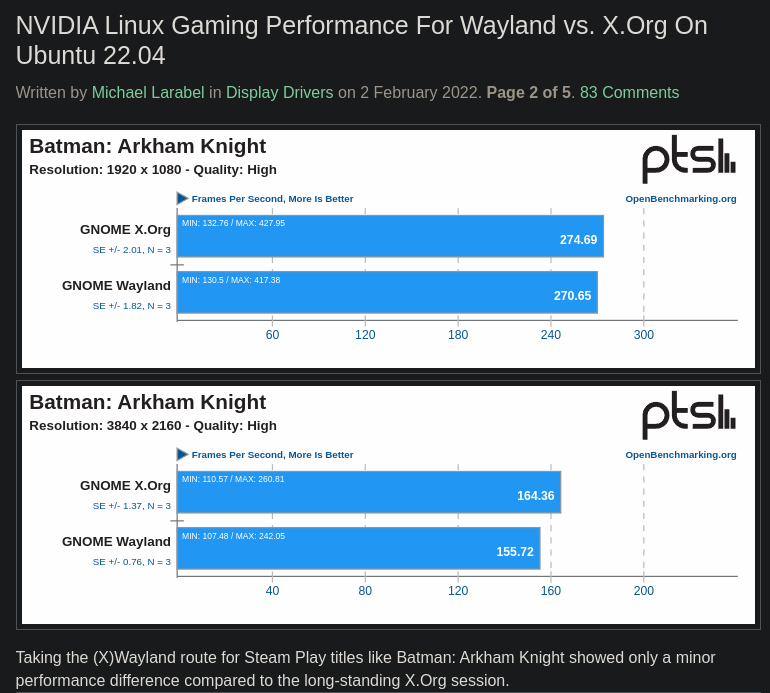 NVIDIA Linux Gaming Performance For Wayland vs. X.Org On
Ubuntu 22.04
Written by Michael Larabel in Display Drivers on 2 February 2022. Page 2 of 5. 83 Comments
Batman: Arkham Knight
Resolution: 1920 x 1080 - Quality: High
ptsl
Frames Per Second, More Is Better
OpenBenchmarking.org
GNOME X.Org
SE +/- 2.01, N = 3
MIN: 132.76 / MAX: 427.95
274.69
GNOME Wayland
SE +/- 1.82, N = 3
MIN: 130.5 / MAX: 417.38
270.65
60 120 180 240 300
Batman: Arkham Knight
Resolution: 3840 x 2160 - Quality: High
ptsl
Frames Per Second, More Is Better
OpenBenchmarking.org
GNOME X.Org
SE +/- 1.37, N = 3
MIN: 110.57 / MAX: 260.81
164.36
GNOME Wayland
SE +/- 0.76, N = 3
MIN: 107.48 / MAX: 242.05
155.72
40 80 120 160 200
Taking the (X)Wayland route for Steam Play titles like Batman: Arkham Knight showed only a minor
performance difference compared to the long-standing X.Org session.